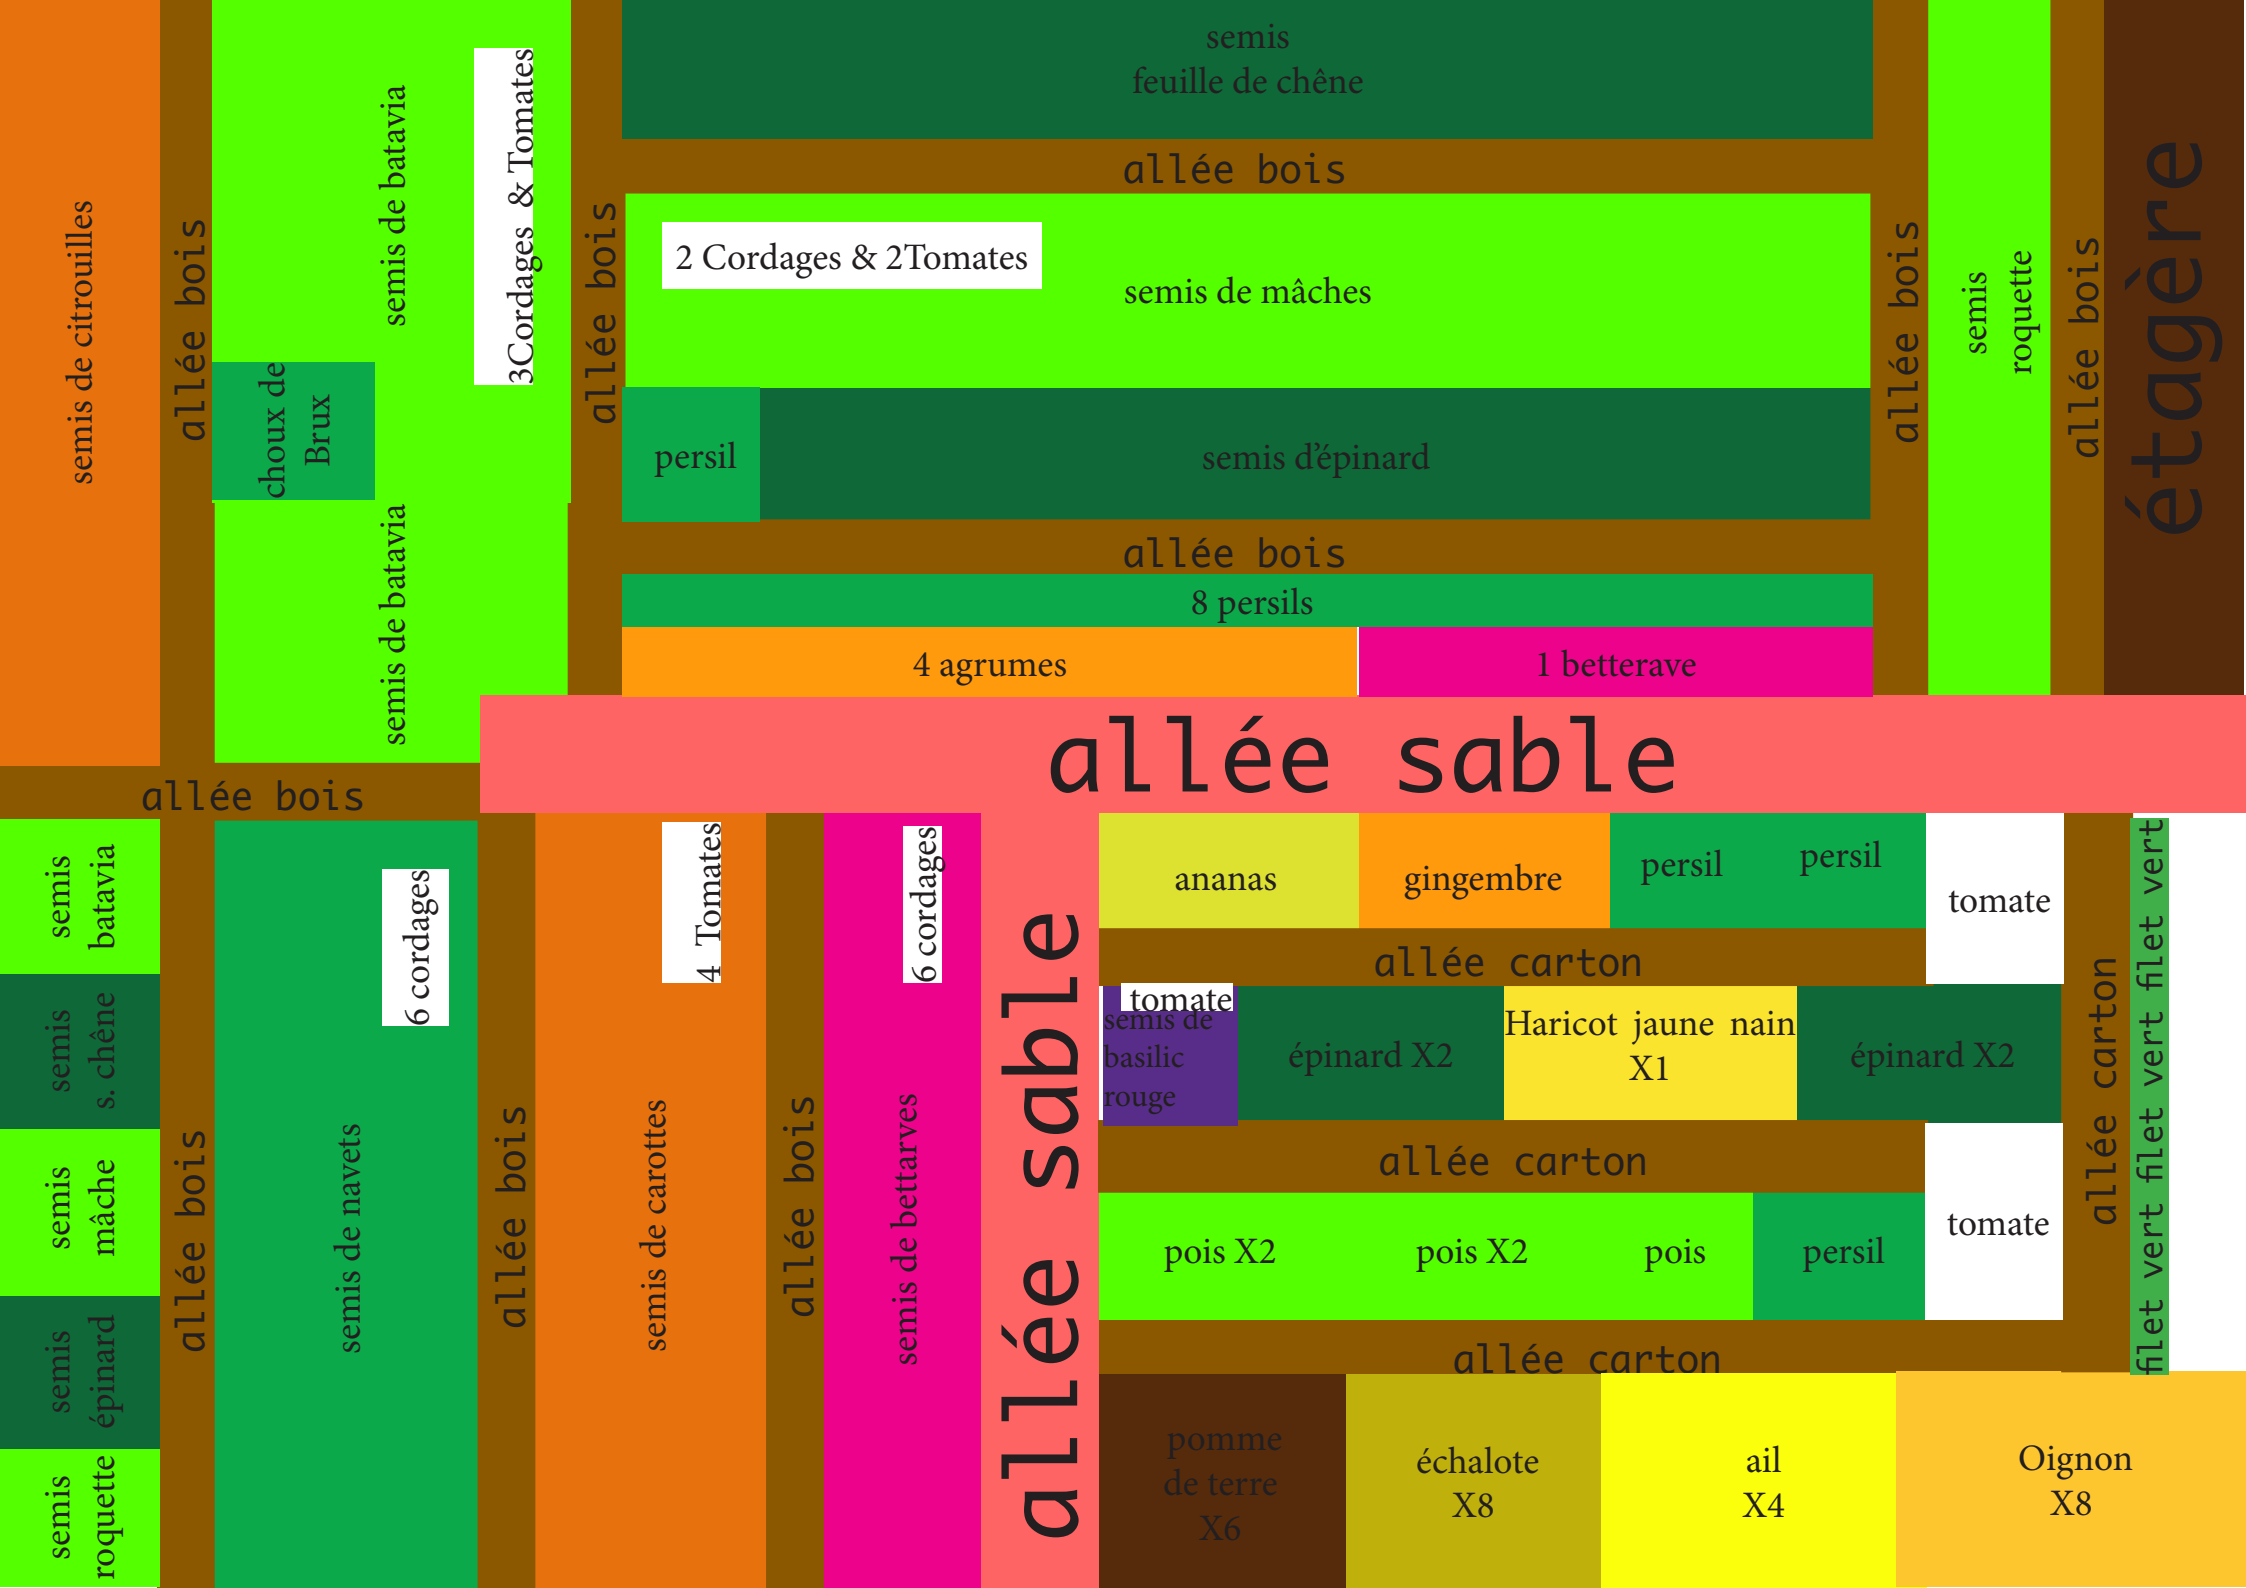 semis de citrouilles
allée bois
semis de batavia
3Cordages & Tomates
choux de
Brux
semis de batavia
allée bois
semis
feuille de chêne
allée bois
2 Cordages & 2Tomates
semis de mâches
persil
semis d'épinard
allée bois
8 persils
4 agrumes
1 betterave
allée bois
semis
roquette
allée bois
étagère
allée sable
allée bois
semis
batavia
semis
s. chêne
semis
mâche
semis
épinard
semis
roquette
allée bois
6 cordages
semis de navets
allée bois
4 Tomates
semis de carottes
allée bois
6 cordages
semis de bettarves
allée sable
ananas
gingembre
persil
persil
tomate
allée carton
tomate
semis de
basilic
rouge
épinard X2
Haricot jaune nain
X1
épinard X2
allée carton
pois X2
pois X2
pois
persil
tomate
allée carton
allée carton
filet vert filet vert filet vert filet vert
pomme
de terre
X6
échalote
X8
ail
X4
Oignon
X8